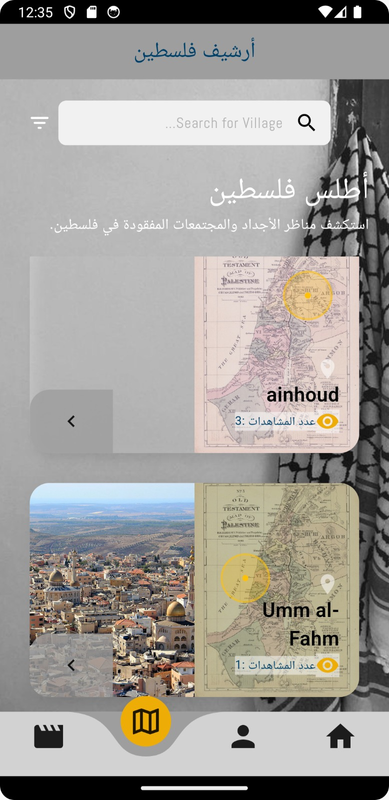 12:35
أرشيف فلسطين
Search for Village...
أطلس فلسطين
استكشف مناظر الأجداد والمجتمعات المفقودة في فلسطين.
TESTAMENT
PALESTINE
ainhoud
عدد المشاهدات :3
OLD
TESTAMENT
PALESTINE
Umm al-
Fahm
عدد المشاهدات :1